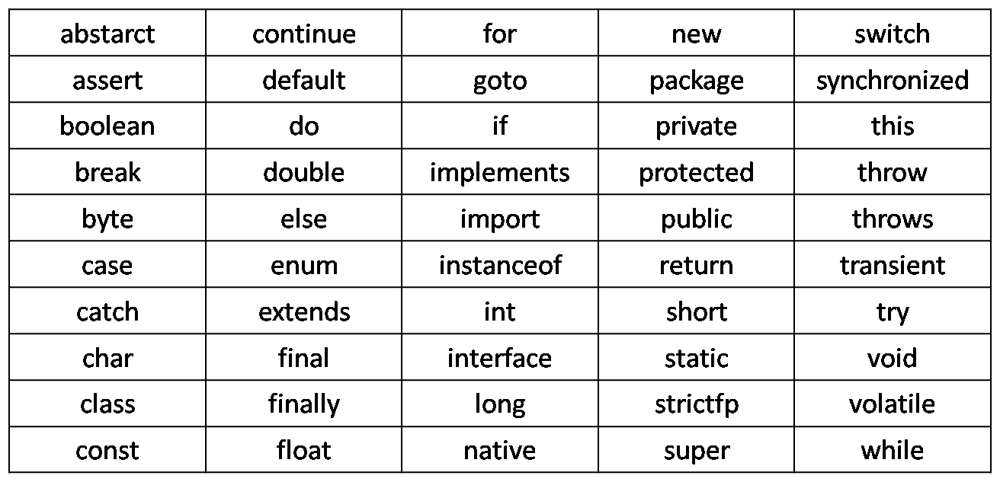 abstarct continue for new switch
assert default goto package synchronized
boolean do if private this
break double implements protected throw
byte else import public throws
case enum instanceof return transient
catch extends int short try
char final interface static void
class finally long strictfp volatile
const float native super while